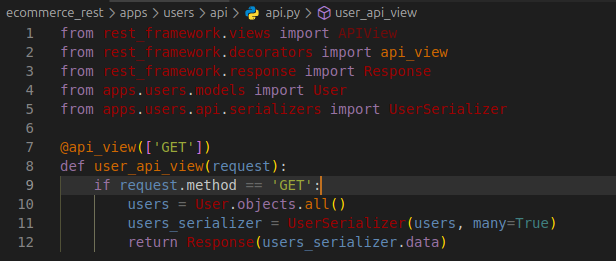 ecommerce_rest > apps > users > api > api.py > user_api_view
1 from rest_framework.views import APIView
2 from rest_framework.decorators import api_view
3 from rest_framework.response import Response
4 from apps.users.models import User
5 from apps.users.api.serializers import UserSerializer
6
7 @api_view(['GET'])
8 def user_api_view(request):
9     if request.method == 'GET':
10         users = User.objects.all()
11         users_serializer = UserSerializer(users, many=True)
12         return Response(users_serializer.data)